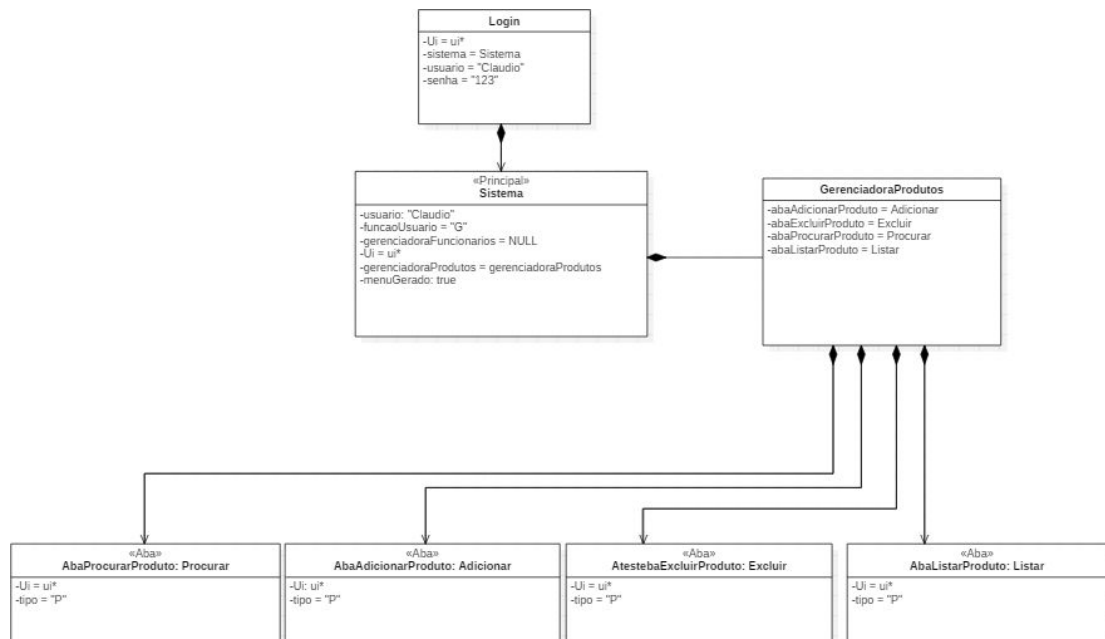 Login
-Ui = ui*
-sistema = Sistema
-usuario = "Claudio"
-senha = "123"
«Principal»
Sistema
-usuario: "Claudio"
-funcaoUsuario = "G"
-gerenciadoraFuncionarios = NULL
-Ui = ui*
-gerenciadoraProdutos = gerenciadoraProdutos
-menuGerado: true
GerenciadoraProdutos
-abaAdicionarProduto = Adicionar
-abaExcluirProduto = Excluir
-abaProcurarProduto = Procurar
-abaListarProduto = Listar
«Aba»
AbaProcurarProduto: Procurar
-Ui = ui*
-tipo = "P"
«Aba»
AbaAdicionarProduto: Adicionar
-Ui: ui*
-tipo = "P"
«Aba»
AtestebaExcluirProduto: Excluir
-Ui = ui*
-tipo = "P"
«Aba»
AbaListarProduto: Listar
-Ui = ui*
-tipo = "P"